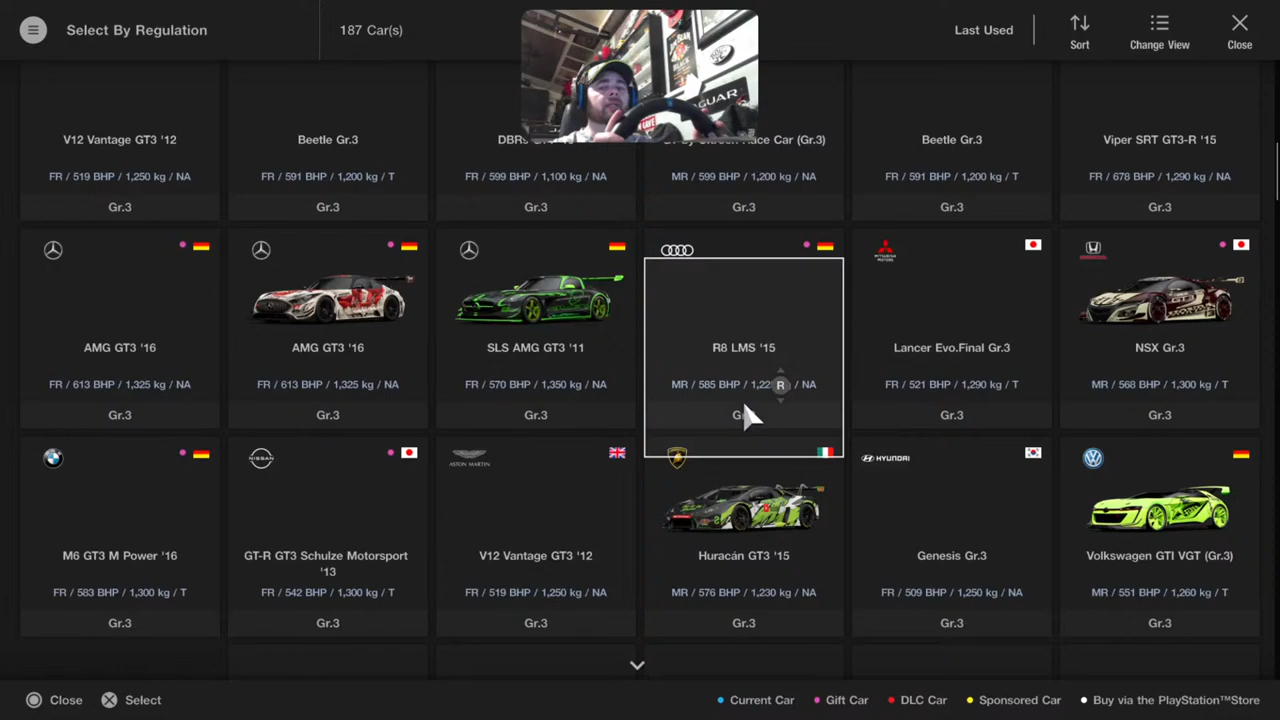 Select By Regulation
187 Car(s)
Last Used
Sort
Change View
Close
V12 Vantage GT3 '12
Beetle Gr.3
Race Car (Gr.3)
Beetle Gr.3
Viper SRT GT3-R '15
FR / 519 BHP / 1,250 kg / NA
FR / 591 BHP / 1,200 kg / T
FR / 599 BHP / 1,100 kg / NA
MR / 599 BHP / 1,200 kg / NA
FR / 591 BHP / 1,200 kg / T
FR / 678 BHP / 1,290 kg / NA
Gr.3
Gr.3
Gr.3
Gr.3
Gr.3
Gr.3
AMG GT3 '16
AMG GT3 '16
SLS AMG GT3 '11
R8 LMS '15
Lancer Evo.Final Gr.3
NSX Gr.3
FR / 613 BHP / 1,325 kg / NA
FR / 613 BHP / 1,325 kg / NA
FR / 570 BHP / 1,350 kg / NA
MR / 585 BHP / 1,22 R / NA
FR / 521 BHP / 1,290 kg / T
MR / 568 BHP / 1,300 kg / T
Gr.3
Gr.3
Gr.3
Gr.3
Gr.3
NISSAN
ASTON MARTIN
HYUNDAI
M6 GT3 M Power '16
GT-R GT3 Schulze Motorsport
'13
V12 Vantage GT3 '12
Huracán GT3 '15
Genesis Gr.3
Volkswagen GTI VGT (Gr.3)
FR / 583 BHP / 1,300 kg / T
FR / 542 BHP / 1,300 kg / T
FR / 519 BHP / 1,250 kg / NA
MR / 576 BHP / 1,230 kg / NA
FR / 509 BHP / 1,250 kg / NA
MR / 551 BHP / 1,260 kg / T
Gr.3
Gr.3
Gr.3
Gr.3
Gr.3
Gr.3
Close
Select
Current Car
Gift Car
DLC Car
Sponsored Car
Buy via the PlayStation™Store